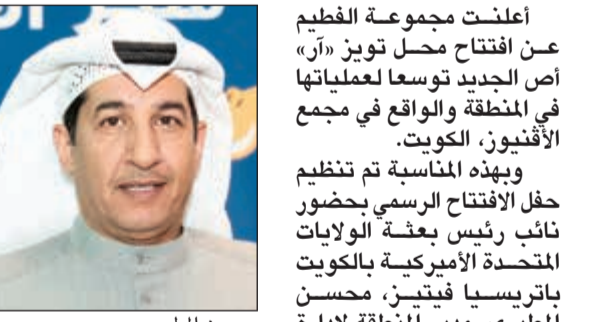 أعلنت مجموعة الفطيم
عن افتتاح محل تويز «آر»
أص الجديد توسعا لعملياتها
في المنطقة والواقع في مجمع
الأڤنيوز، الكويت.
وبهذه المناسبة تم تنظيم
حفل الافتتاح الرسمي بحضور
نائب رئيس بعثة الولايات
المتحدة الأميركية بالكويت
باتريسيا فيتيز، محسن